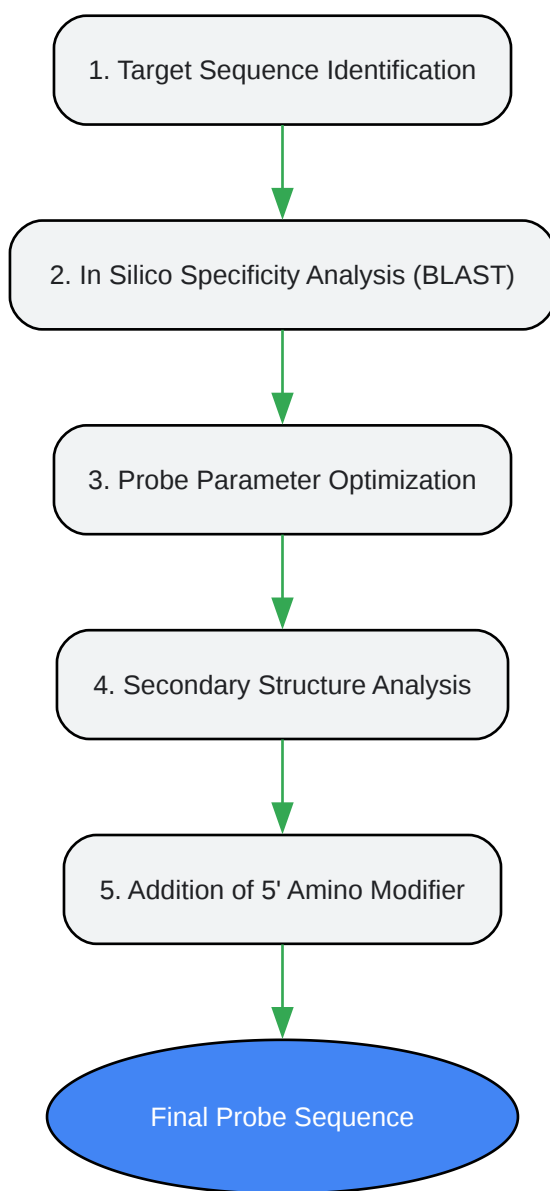 1. Target Sequence Identification
2. In Silico Specificity Analysis (BLAST)
3. Probe Parameter Optimization
4. Secondary Structure Analysis
5. Addition of 5' Amino Modifier
Final Probe Sequence